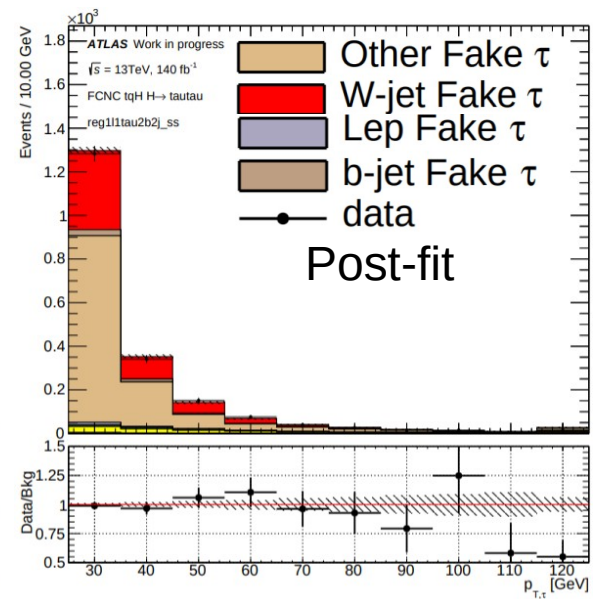 ×10³
Events / 10.00 GeV
1.8
1.6
1.4
1.2
1
0.8
0.6
0.4
0.2
0
ATLAS Work in progress
√s = 13TeV, 140 fb⁻¹
FCNC tqH H→ tautau
reg1l1tau2b2j_ss
Other Fake τ
W-jet Fake τ
Lep Fake τ
b-jet Fake τ
data
Post-fit
Data/Bkg
1.5
1.25
1
0.75
0.5
30 40 50 60 70 80 90 100 110 120
p_T,τ [GeV]